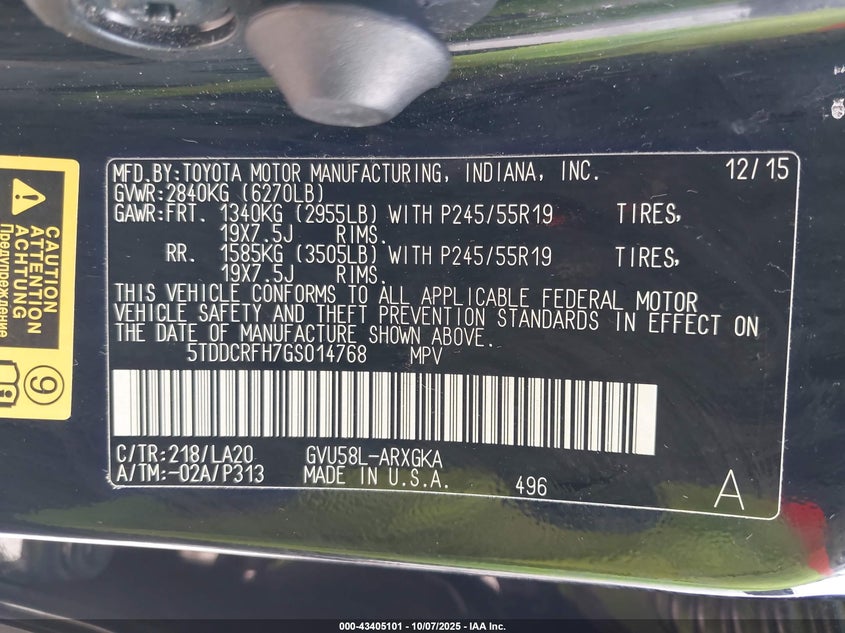 MFD.BY:TOYOTA MOTOR MANUFACTURING, INDIANA, INC. 12/15
GVWR:2840KG (6270LB)
GAWR:FRT. 1340KG (2955LB) WITH P245/55R19 TIRES,
19X7.5J RIMS.
RR. 1585KG (3505LB) WITH P245/55R19 TIRES,
19X7.5J RIMS.
THIS VEHICLE CONFORMS TO ALL APPLICABLE FEDERAL MOTOR
VEHICLE SAFETY AND THEFT PREVENTION STANDARDS IN EFFECT ON
THE DATE OF MANUFACTURE SHOWN ABOVE.
5TDDCRFH7GS014768 MPV
C/TR:218/LA20 GVU58L-ARXGKA
A/TM:-02A/P313 MADE IN U.S.A. 496 A
CAUTION
ATTENTION
ACHTUNG
Предупреждение
9
000-43405101 - 10/07/2025 - IAA Inc.